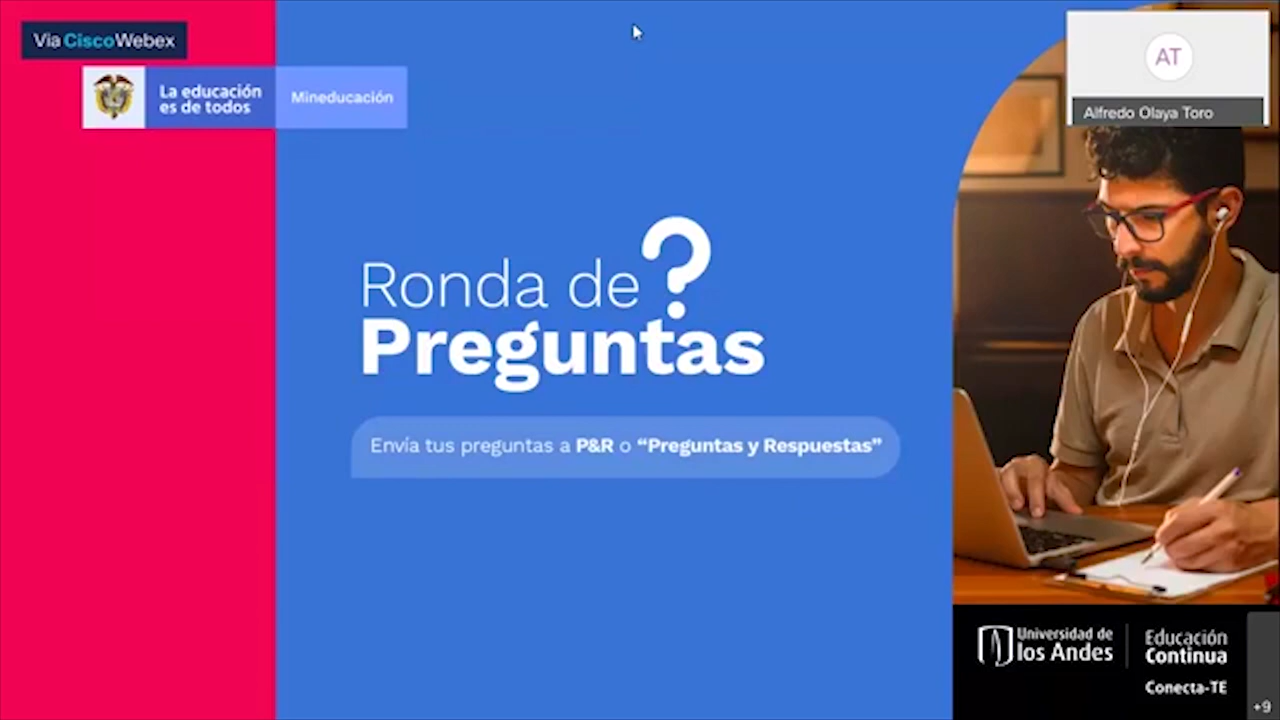 Vía CiscoWebex
La educación
es de todos
Mineducación
AT
Alfredo Olaya Toro
Ronda de ?
Preguntas
Envía tus preguntas a P&R o “Preguntas y Respuestas”
Universidad de
los Andes
Educación
Continua
Conecta-TE
+9